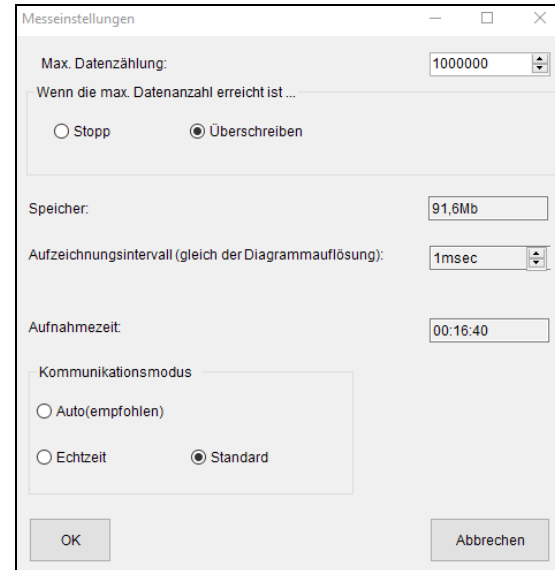 Messeinstellungen
Max. Datenzählung: 1000000
Wenn die max. Datenanzahl erreicht ist ...
Stopp Überschreiben
Speicher: 91,6Mb
Aufzeichnungsintervall (gleich der Diagrammauflösung): 1msec
Aufnahmezeit: 00:16:40
Kommunikationsmodus
Auto(empfohlen)
Echtzeit Standard
OK Abbrechen